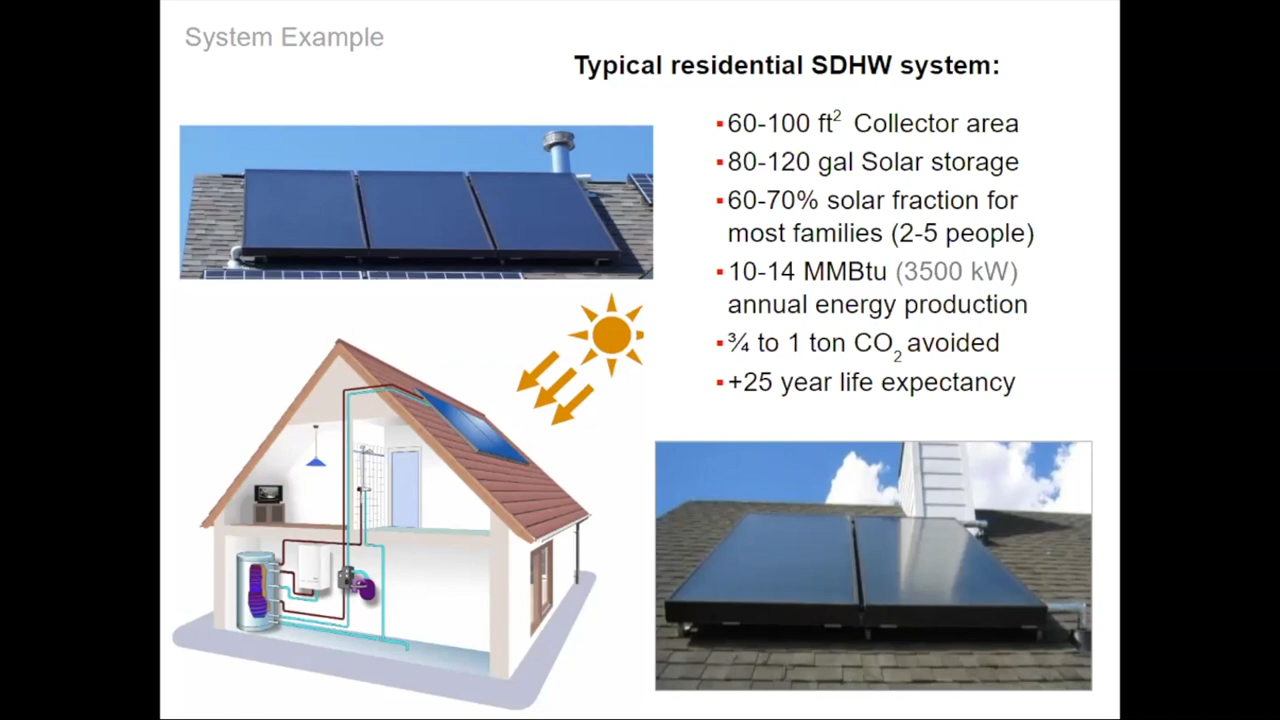 System Example
Typical residential SDHW system:
▪60-100 ft² Collector area
▪80-120 gal Solar storage
▪60-70% solar fraction for
most families (2-5 people)
▪10-14 MMBtu (3500 kW)
annual energy production
▪¾ to 1 ton CO₂ avoided
▪+25 year life expectancy